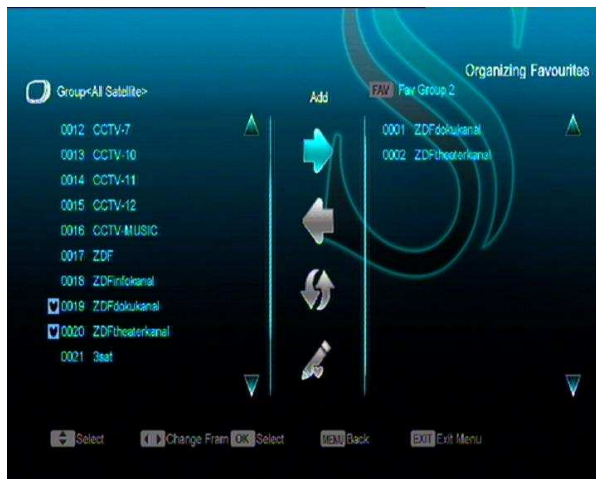 Organizing Favourites
Group<All Satellite>
Add
FAV Fav Group 2
0012 CCTV-7
0013 CCTV-10
0014 CCTV-11
0015 CCTV-12
0016 CCTV-MUSIC
0017 ZDF
0018 ZDFinfokanal
0019 ZDFdokukanal
0020 ZDFtheaterkanal
0021 3sat
0001 ZDFdokukanal
0002 ZDFtheaterkanal
Select
Change Fram
OK Select
MENU Back
EXIT Exit Menu